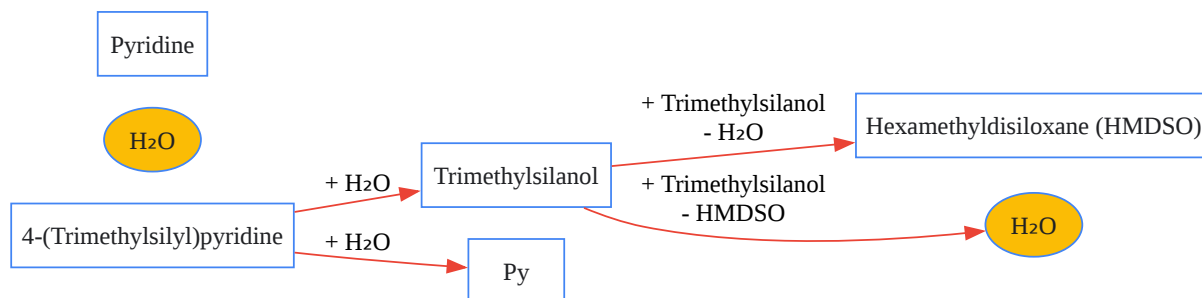 Pyridine
H₂O
4-(Trimethylsilyl)pyridine
+ H₂O
+ H₂O
Trimethylsilanol
Py
+ Trimethylsilanol
- H₂O
+ Trimethylsilanol
- HMDSO
Hexamethyldisiloxane (HMDSO)
H₂O